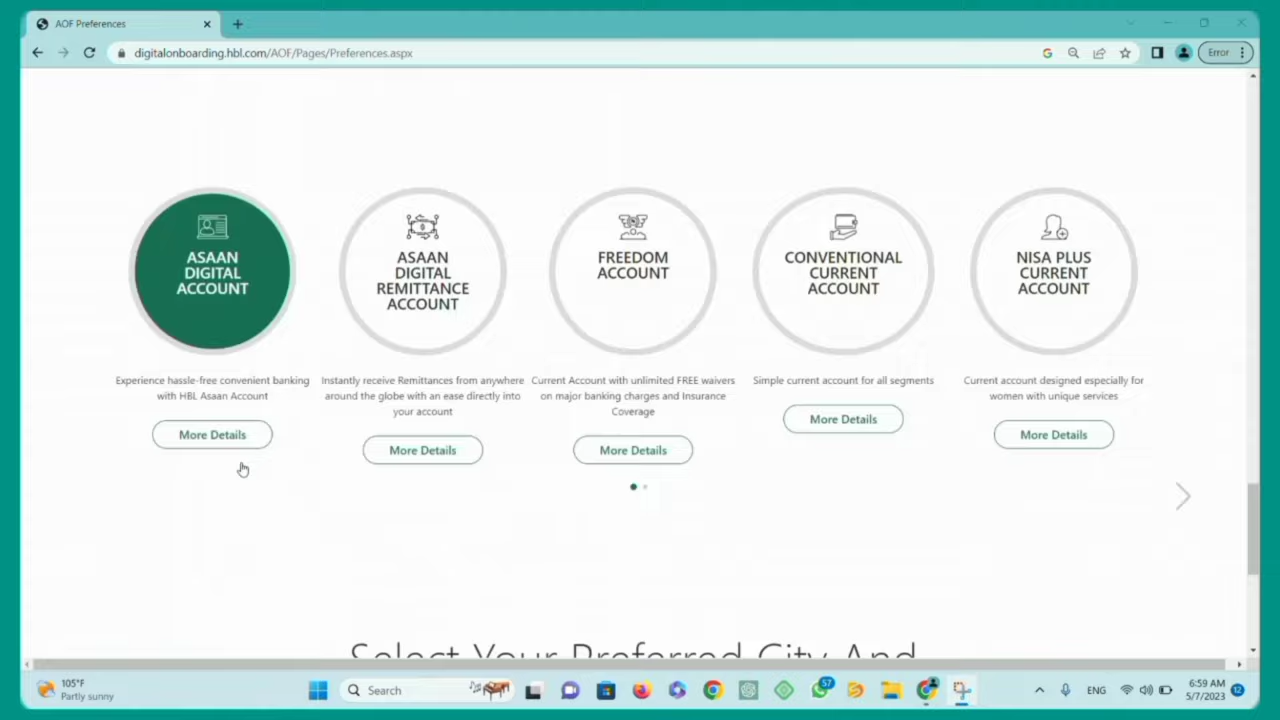 AOF Preferences
digitalonboarding.hbl.com/AOF/Pages/Preferences.aspx
Error
ASAAN
DIGITAL
ACCOUNT
Experience hassle-free convenient banking
with HBL Asaan Account
More Details
ASAAN
DIGITAL
REMITTANCE
ACCOUNT
Instantly receive Remittances from anywhere
around the globe with an ease directly into
your account
More Details
FREEDOM
ACCOUNT
Current Account with unlimited FREE waivers
on major banking charges and Insurance
Coverage
More Details
CONVENTIONAL
CURRENT
ACCOUNT
Simple current account for all segments
More Details
NISA PLUS
CURRENT
ACCOUNT
Current account designed especially for
women with unique services
More Details
Select Your Preferred City And
105°F
Partly sunny
Search
57
ENG
6:59 AM
5/7/2023
12